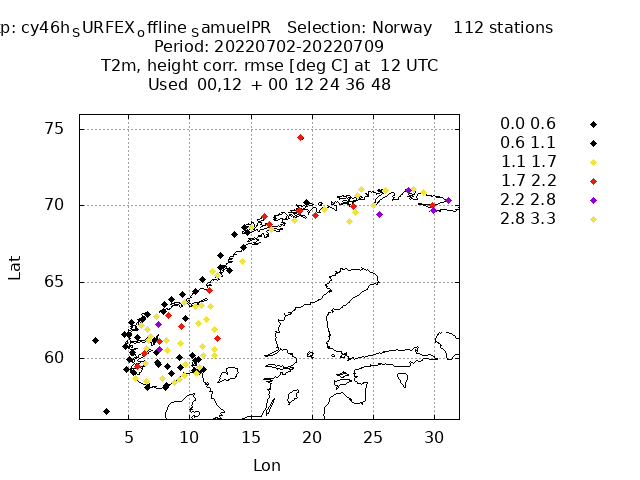 p: cy46h_SURFEX_offline_SamuelPR Selection: Norway 112 stations
Period: 20220702-20220709
T2m, height corr. rmse [deg C] at 12 UTC
Used 00,12 + 00 12 24 36 48
75
70
65
60
Lat
5 10 15 20 25 30
Lon
0.0 0.6
0.6 1.1
1.1 1.7
1.7 2.2
2.2 2.8
2.8 3.3